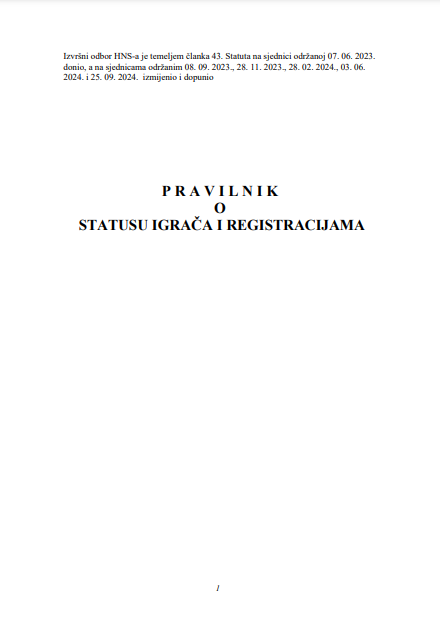 Izvršni odbor HNS-a je temeljem članka 43. Statuta na sjednici održanoj 07. 06. 2023.
donio, a na sjednicama održanim 08. 09. 2023., 28. 11. 2023., 28. 02. 2024., 03. 06.
2024. i 25. 09. 2024. izmijenio i dopunio
P R A V I L N I K
O
STATUSU IGRAČA I REGISTRACIJAMA
1